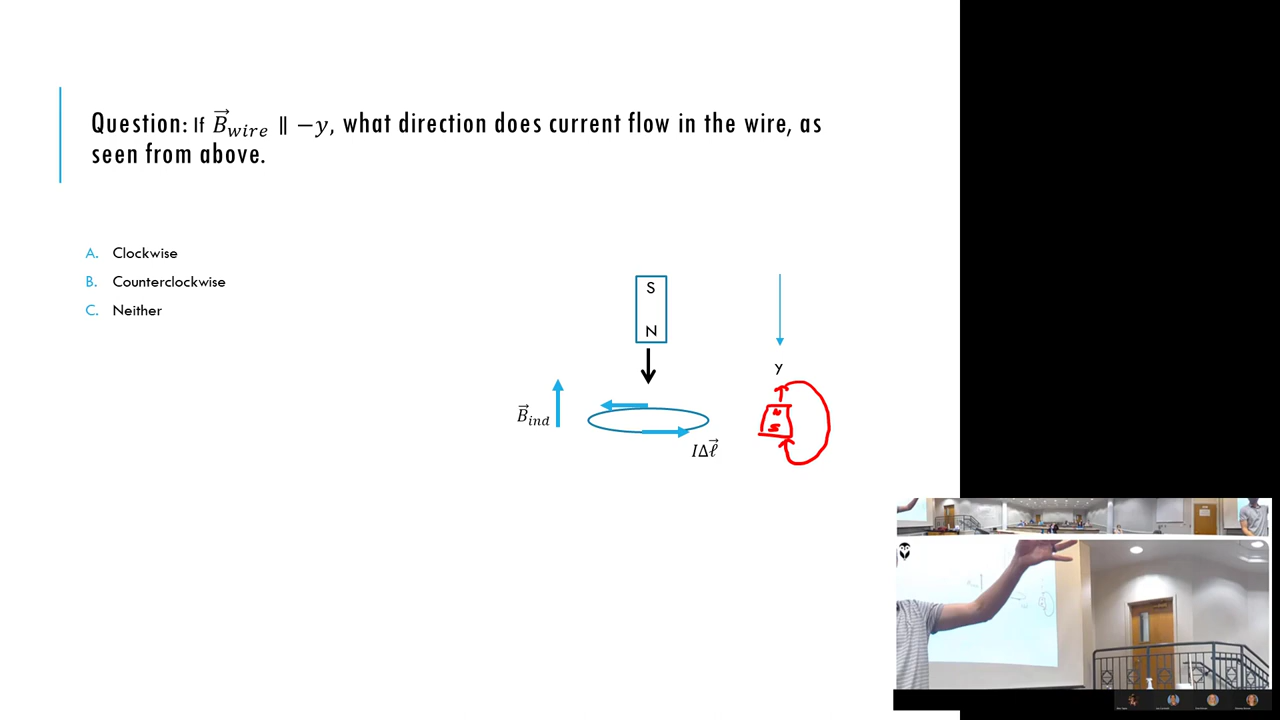 Question: If B⃗wire ∥ −y, what direction does current flow in the wire, as
seen from above.
A. Clockwise
B. Counterclockwise
C. Neither
S
N
y
B⃗ind
N
S
IΔℓ⃗